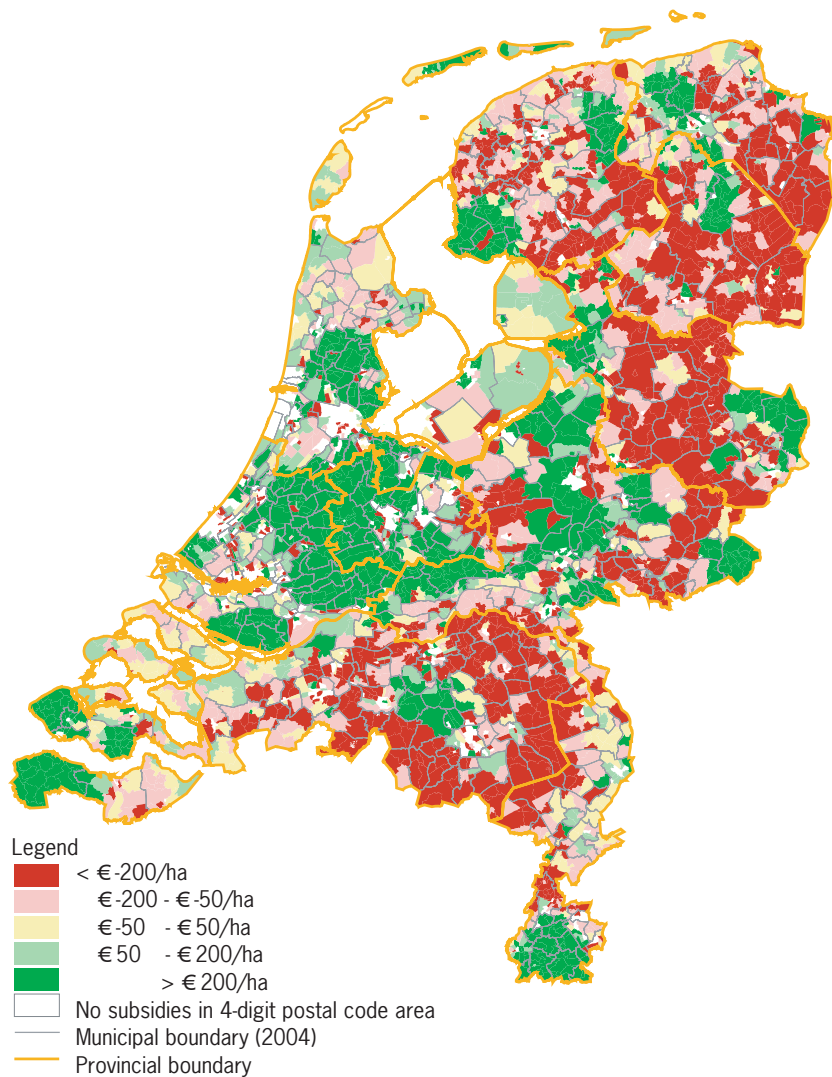 Legend
< €-200/ha
€-200 - €-50/ha
€-50 - €50/ha
€50 - €200/ha
> €200/ha
No subsidies in 4-digit postal code area
Municipal boundary (2004)
Provincial boundary